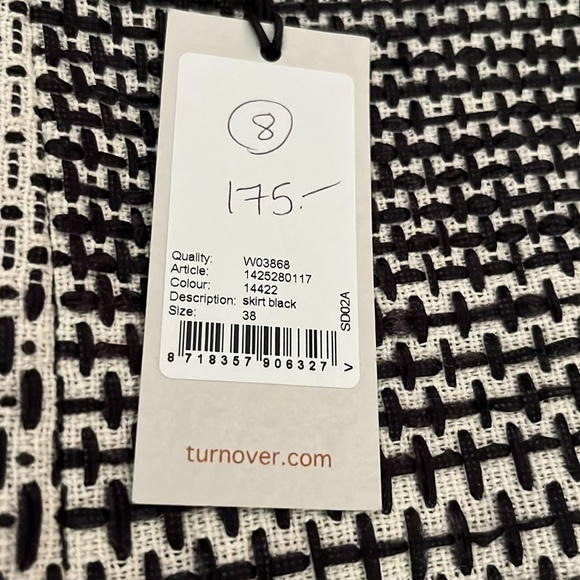 8
175.-
Quality: W03868
Article: 1425280117
Colour: 14422
Description: skirt black
Size: 38
SD02A
8 718357 906327 V
turnover.com